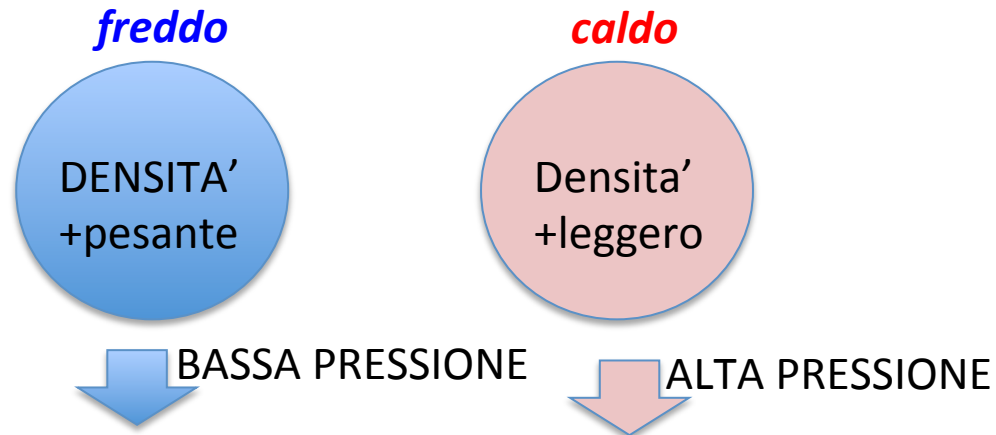 freddo
caldo
DENSITA’
+pesante
Densita’
+leggero
BASSA PRESSIONE
ALTA PRESSIONE